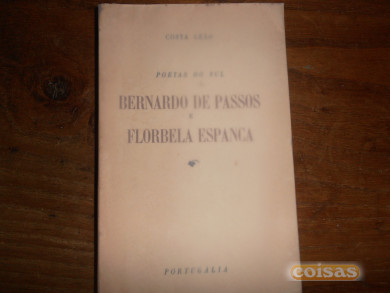 COSTA LEÃO
POETAS DO SUL
BERNARDO DE PASSOS
E
FLORBELA ESPANCA
PORTUGALIA
coisas